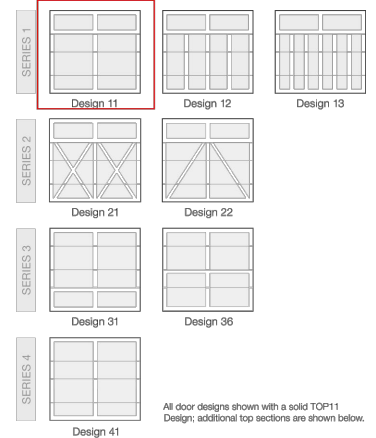 SERIES 1
Design 11
Design 12
Design 13
SERIES 2
Design 21
Design 22
SERIES 3
Design 31
Design 36
SERIES 4
Design 41
All door designs shown with a solid TOP11
Design; additional top sections are shown below.